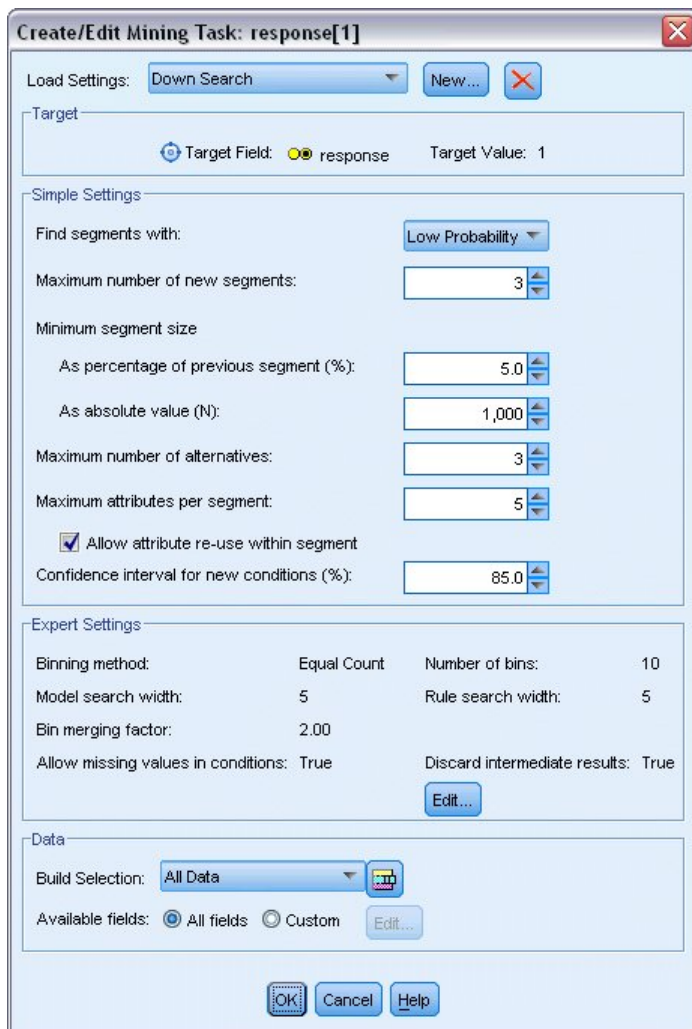 Create/Edit Mining Task: response[1]
Load Settings: Down Search New...
Target
Target Field: response Target Value: 1
Simple Settings
Find segments with: Low Probability
Maximum number of new segments: 3
Minimum segment size
As percentage of previous segment (%): 5.0
As absolute value (N): 1,000
Maximum number of alternatives: 3
Maximum attributes per segment: 5
Allow attribute re-use within segment
Confidence interval for new conditions (%): 85.0
Expert Settings
Binning method: Equal Count Number of bins: 10
Model search width: 5 Rule search width: 5
Bin merging factor: 2.00
Allow missing values in conditions: True Discard intermediate results: True
Edit...
Data
Build Selection: All Data
Available fields: All fields Custom Edit...
OK Cancel Help